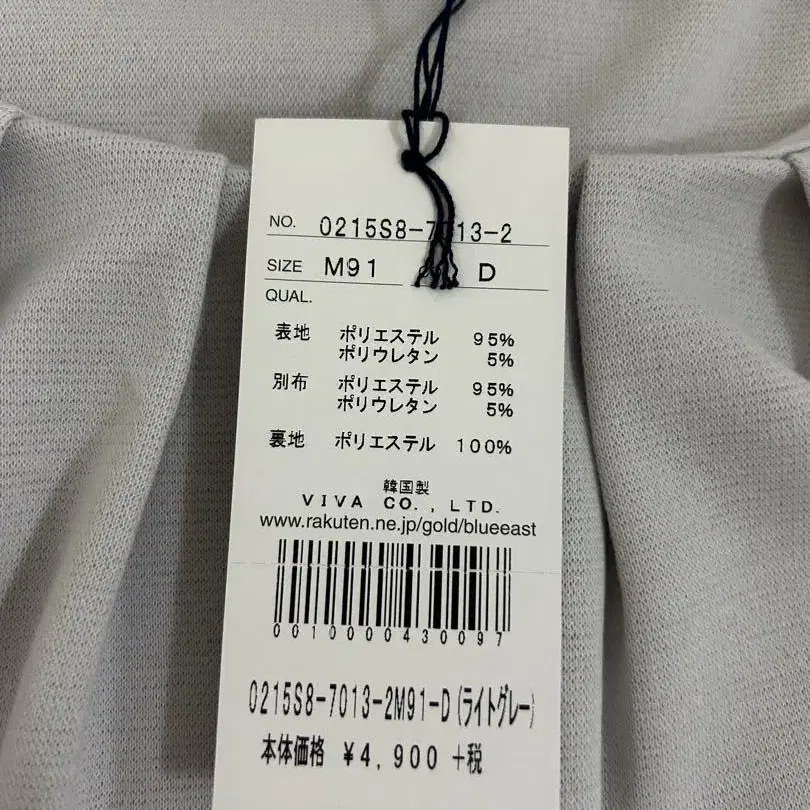 NO. 0215S8-7013-2
SIZE M91 D
QUAL.
表地 ポリエステル 95%
ポリウレタン 5%
別布 ポリエステル 95%
ポリウレタン 5%
裏地 ポリエステル 100%
韓国製
VIVA CO., LTD.
www.rakuten.ne.jp/gold/blueeast
0010000430097
0215S8-7013-2M91-D(ライトグレー)
本体価格 ¥4,900 +税